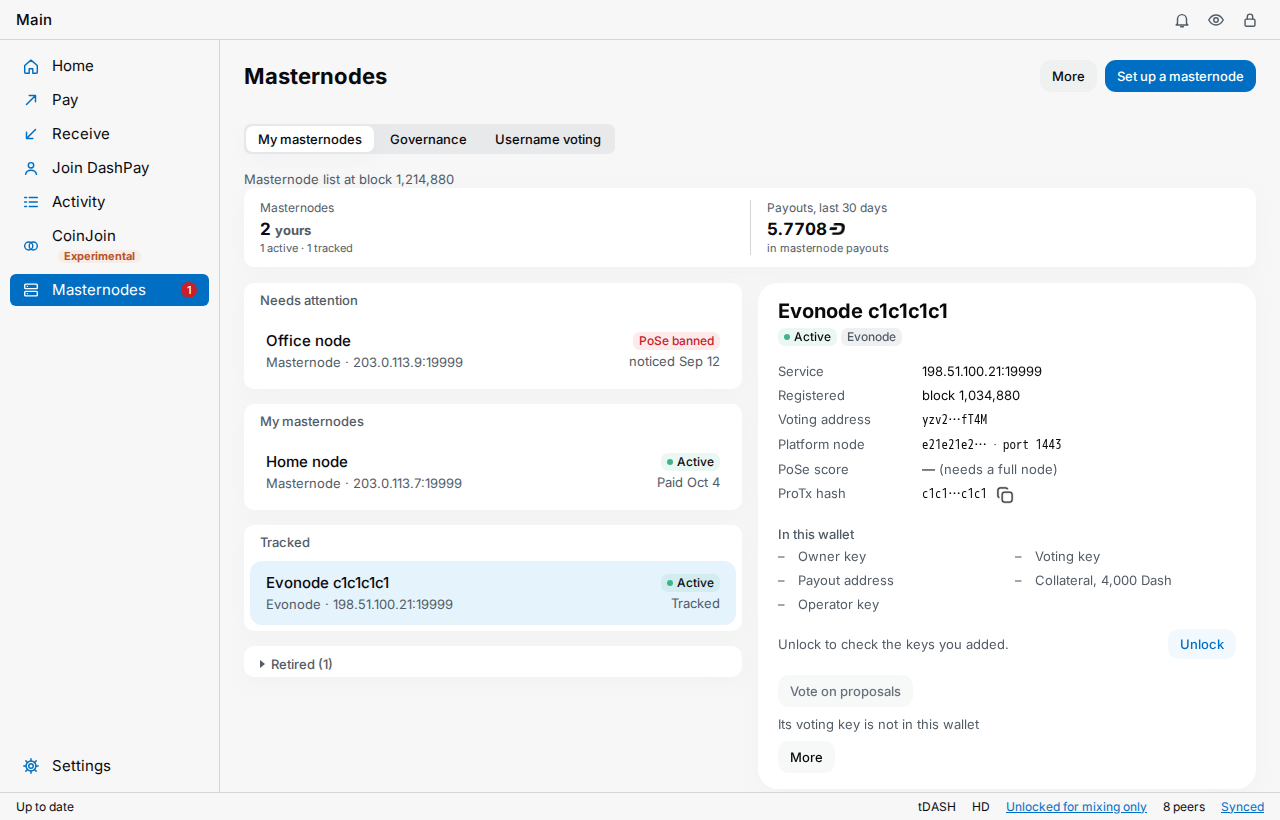 Main
Home
Pay
Receive
Join DashPay
Activity
CoinJoin
Experimental
Masternodes 1
Settings
Masternodes
More
Set up a masternode
My masternodes
Governance
Username voting
Masternode list at block 1,214,880
Masternodes
2 yours
1 active · 1 tracked
Payouts, last 30 days
5.7708
in masternode payouts
Needs attention
Office node
PoSe banned
Masternode · 203.0.113.9:19999
noticed Sep 12
My masternodes
Home node
Active
Masternode · 203.0.113.7:19999
Paid Oct 4
Tracked
Evonode c1c1c1c1
Active
Evonode · 198.51.100.21:19999
Tracked
Retired (1)
Evonode c1c1c1c1
Active
Evonode
Service 198.51.100.21:19999
Registered block 1,034,880
Voting address yzv2⋯fT4M
Platform node e21e21e2⋯ · port 1443
PoSe score — (needs a full node)
ProTx hash c1c1⋯c1c1
In this wallet
– Owner key
– Voting key
– Payout address
– Collateral, 4,000 Dash
– Operator key
Unlock to check the keys you added.
Unlock
Vote on proposals
Its voting key is not in this wallet
More
Up to date
tDASH
HD
Unlocked for mixing only
8 peers
Synced